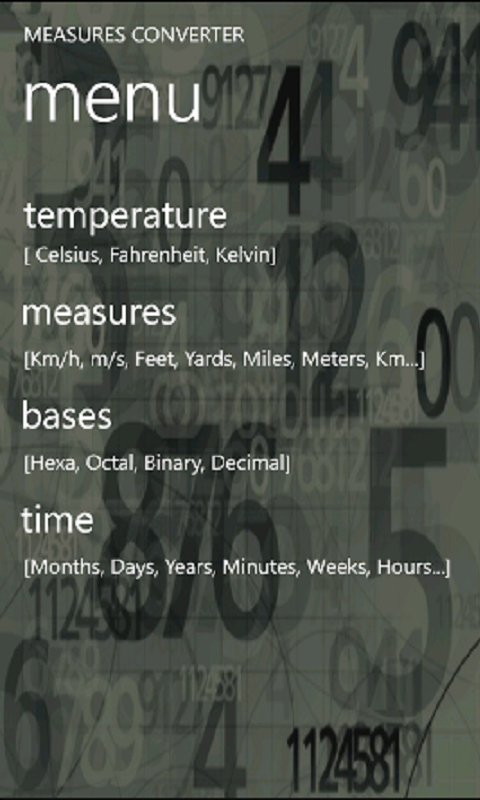 MEASURES CONVERTER
menu
temperature
[ Celsius, Fahrenheit, Kelvin]
measures
[Km/h, m/s, Feet, Yards, Miles, Meters, Km...]
bases
[Hexa, Octal, Binary, Decimal]
time
[Months, Days, Years, Minutes, Weeks, Hours...]
1124581